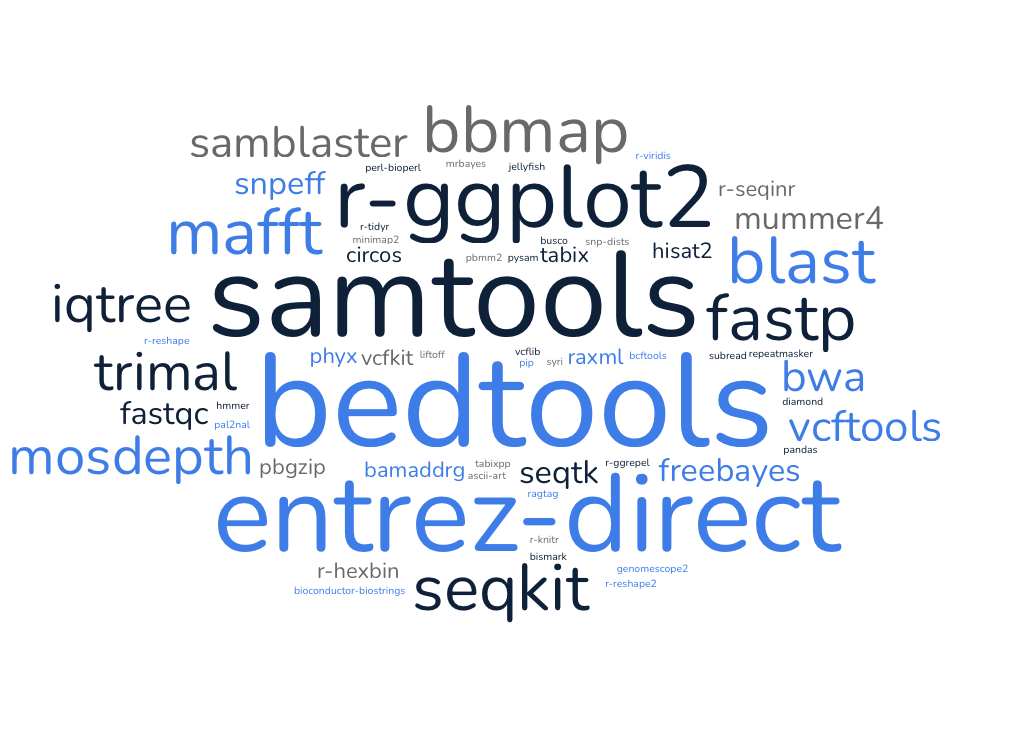 bbmap
samblaster
r-viridis
mrbayes
perl-bioperl
jellyfish
snpeff
r-ggplot2
r-seqinr
mafft
mummer4
r-tidyr
minimap2
busco
snp-dists
circos
pbmm2
pysam
tabix
hisat2
blast
iqtree
samtools
fastp
r-reshape
phyx
vcfkit
liftoff
vcflib
pip
syri
raxml
bcftools
subread
repeatmasker
trimal
bedtools
bwa
fastqc
hmmer
pal2nal
diamond
vcftools
pandas
mosdepth
pbgzip
bamaddrg
tabixpp
ascii-art
seqtk
r-ggrepel
freebayes
ragtag
entrez-direct
r-knitr
bismark
r-hexbin
genomescope2
bioconductor-biostrings
seqkit
r-reshape2